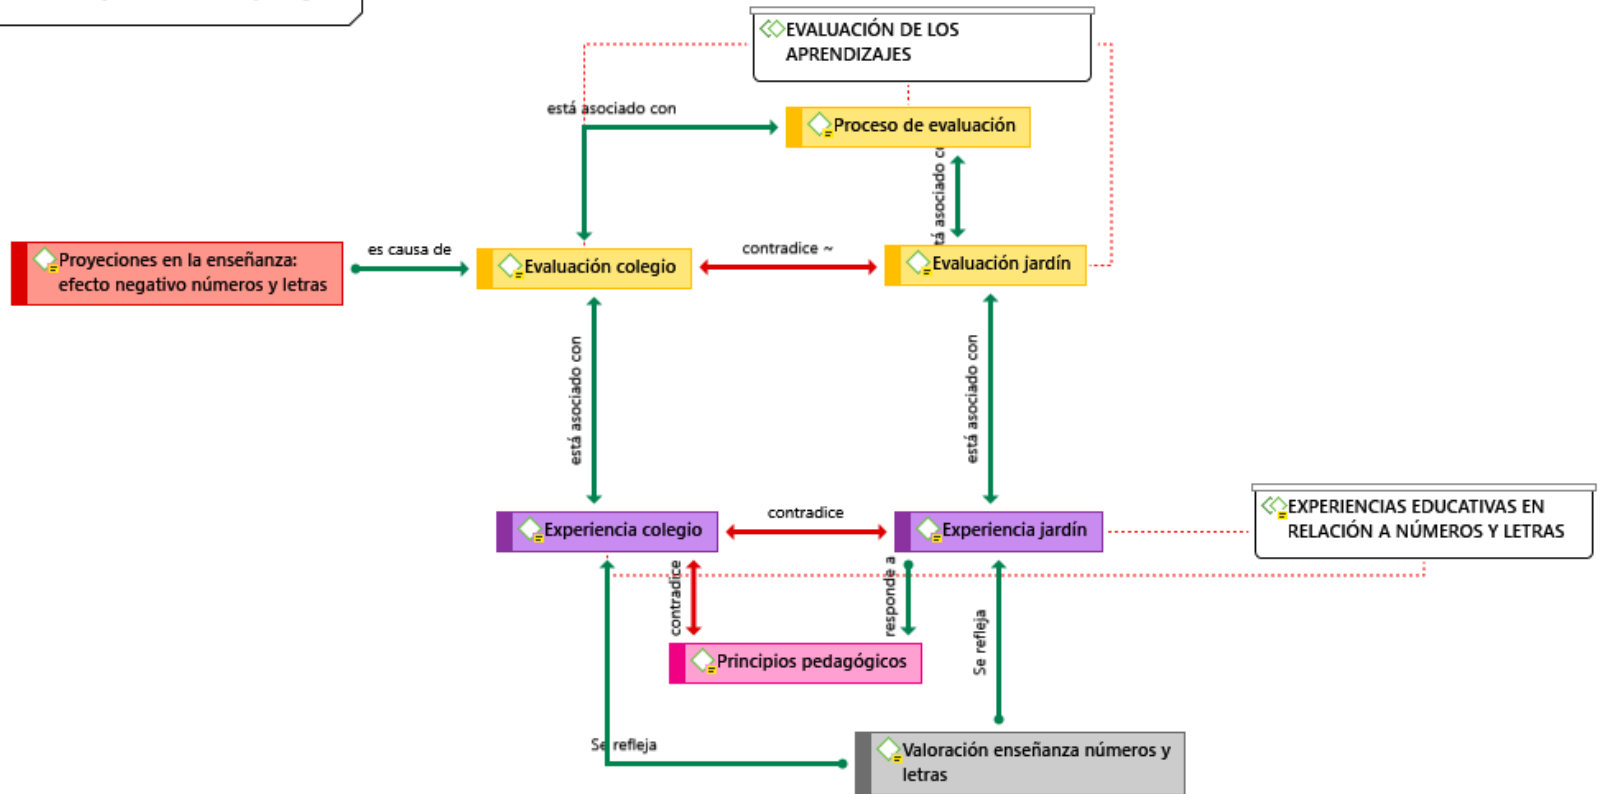 EVALUACIÓN DE LOS
APRENDIZAJES
está asociado con
Proceso de evaluación
asociado
es causa de
contradice ~
Proyeciones en la enseñanza:
efecto negativo números y letras
Evaluación colegio
Evaluación jardín
está asociado con
está asociado con
EXPERIENCIAS EDUCATIVAS EN
RELACIÓN A NÚMEROS Y LETRAS
contradice
Experiencia colegio
Experiencia jardín
contradice
responde a
Se refleja
Principios pedagógicos
Se refleja
Valoración enseñanza números y
letras